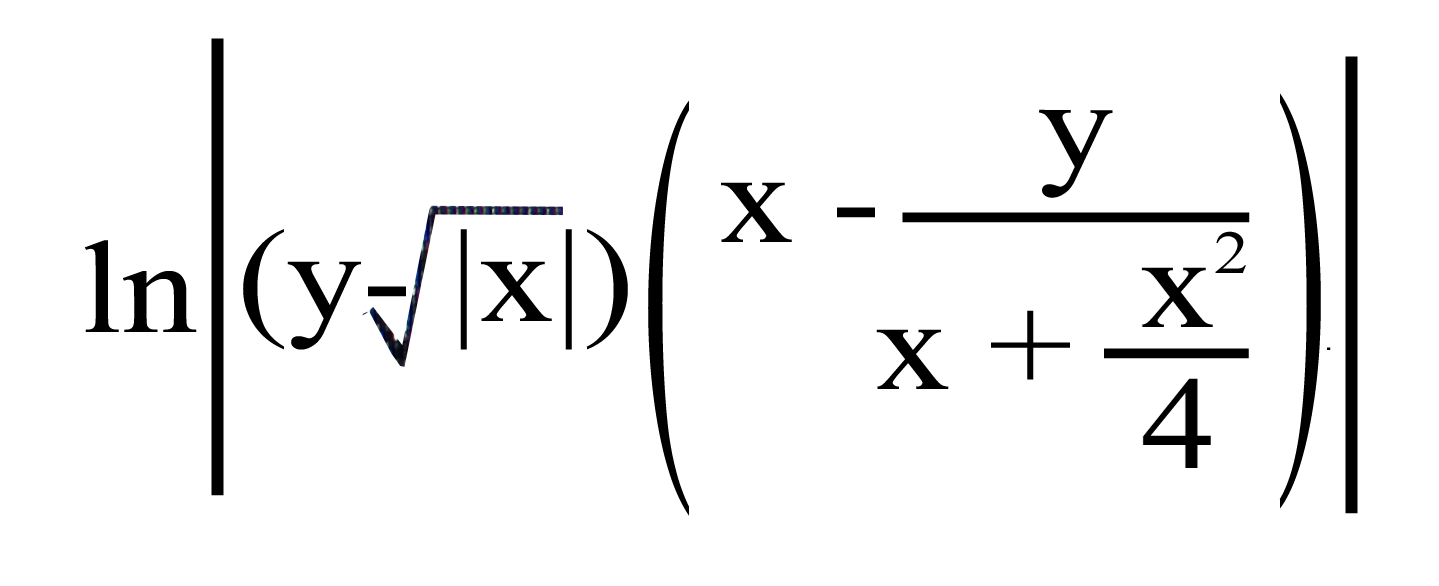 ln|(y-√|x|)(x - y/(x + x²/4))|